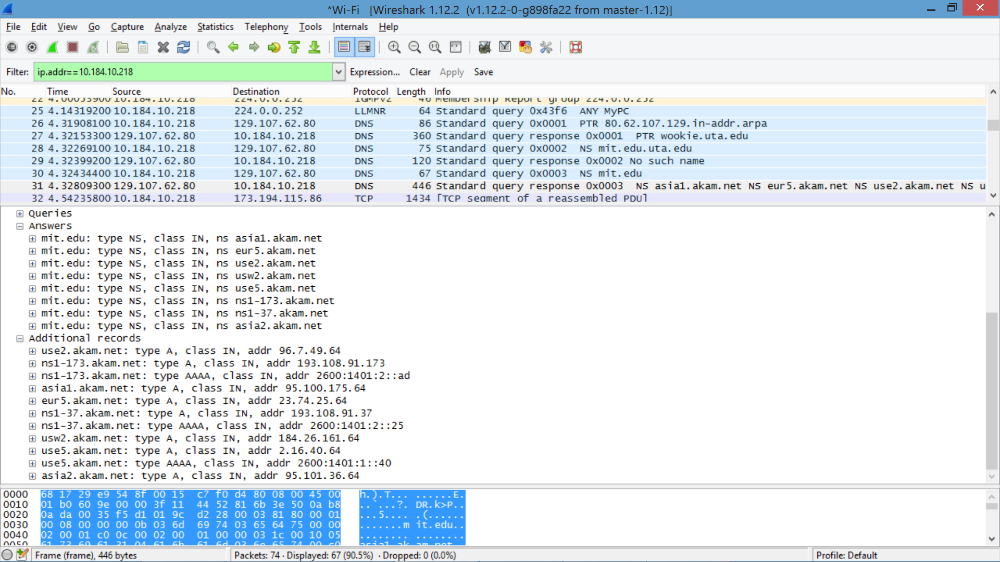 *Wi-Fi [Wireshark 1.12.2 (v1.12.2-0-g898fa22 from master-1.12)]
File Edit View Go Capture Analyze Statistics Telephony Tools Internals Help
Filter: ip.addr==10.184.10.218 Expression... Clear Apply Save
No. Time Source Destination Protocol Length Info
22 4.00053900 10.184.10.218 224.0.0.252 IGMPv2 46 Membership Report group 224.0.0.252
25 4.14319200 10.184.10.218 224.0.0.252 LLMNR 64 Standard query 0x43f6 ANY MyPC
26 4.31908100 10.184.10.218 129.107.62.80 DNS 86 Standard query 0x0001 PTR 80.62.107.129.in-addr.arpa
27 4.32153300 129.107.62.80 10.184.10.218 DNS 360 Standard query response 0x0001 PTR wookie.uta.edu
28 4.32269100 10.184.10.218 129.107.62.80 DNS 75 Standard query 0x0002 NS mit.edu.uta.edu
29 4.32399200 129.107.62.80 10.184.10.218 DNS 120 Standard query response 0x0002 No such name
30 4.32434400 10.184.10.218 129.107.62.80 DNS 67 Standard query 0x0003 NS mit.edu
31 4.32809300 129.107.62.80 10.184.10.218 DNS 446 Standard query response 0x0003 NS asia1.akam.net NS eur5.akam.net NS use2.akam.net NS u
32 4.54235800 10.184.10.218 173.194.115.86 TCP 1434 [TCP segment of a reassembled PDU]
Queries
Answers
mit.edu: type NS, class IN, ns asia1.akam.net
mit.edu: type NS, class IN, ns eur5.akam.net
mit.edu: type NS, class IN, ns use2.akam.net
mit.edu: type NS, class IN, ns usw2.akam.net
mit.edu: type NS, class IN, ns use5.akam.net
mit.edu: type NS, class IN, ns ns1-173.akam.net
mit.edu: type NS, class IN, ns ns1-37.akam.net
mit.edu: type NS, class IN, ns asia2.akam.net
Additional records
use2.akam.net: type A, class IN, addr 96.7.49.64
ns1-173.akam.net: type A, class IN, addr 193.108.91.173
ns1-173.akam.net: type AAAA, class IN, addr 2600:1401:2::ad
asia1.akam.net: type A, class IN, addr 95.100.175.64
eur5.akam.net: type A, class IN, addr 23.74.25.64
ns1-37.akam.net: type A, class IN, addr 193.108.91.37
ns1-37.akam.net: type AAAA, class IN, addr 2600:1401:2::25
usw2.akam.net: type A, class IN, addr 184.26.161.64
use5.akam.net: type A, class IN, addr 2.16.40.64
use5.akam.net: type AAAA, class IN, addr 2600:1401:1::40
asia2.akam.net: type A, class IN, addr 95.101.36.64
0000 68 17 29 e9 54 8f 00 15 c7 f0 d4 80 08 00 45 00 h.).T... ......E.
0010 01 b0 60 9e 00 00 3f 11 44 52 81 6b 3e 50 0a b8 ..`...?. DR.k>P..
0020 0a da 00 35 f5 d1 01 9c d2 28 00 03 81 80 00 01 ...5.... .(......
0030 00 08 00 00 00 0b 03 6d 69 74 03 65 64 75 00 00 .......m it.edu..
0040 02 00 01 c0 0c 00 02 00 01 00 00 03 1c 00 10 05 ........ ........
0050 61 73 69 61 31 04 61 6b 61 6d 03 6e 65 74 00 c0 asia1.ak am.net..
Frame (frame), 446 bytes Packets: 74 · Displayed: 67 (90.5%) · Dropped: 0 (0.0%) Profile: Default